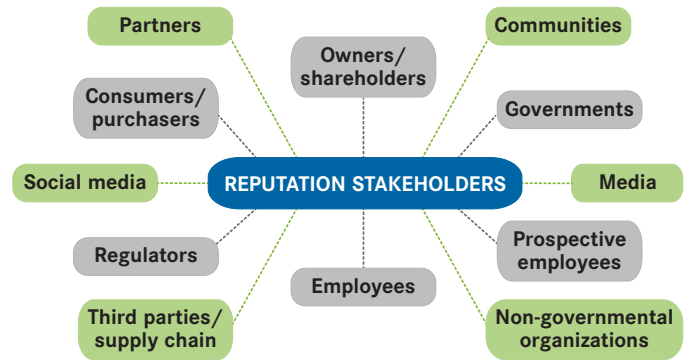 Partners
Communities
Owners/
shareholders
Consumers/
purchasers
Governments
Social media
REPUTATION STAKEHOLDERS
Media
Regulators
Prospective
employees
Employees
Third parties/
supply chain
Non-governmental
organizations